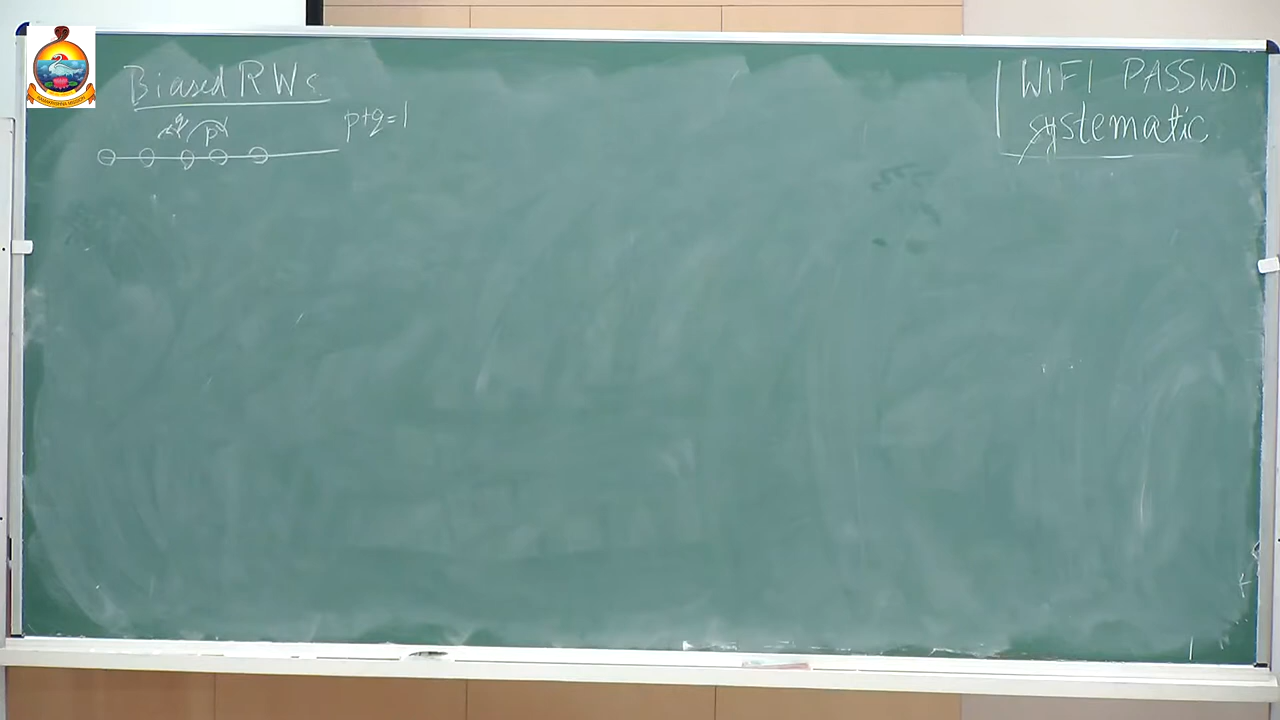 Biased RWs
q p
p+q=1
WIFI PASSWD
systematic